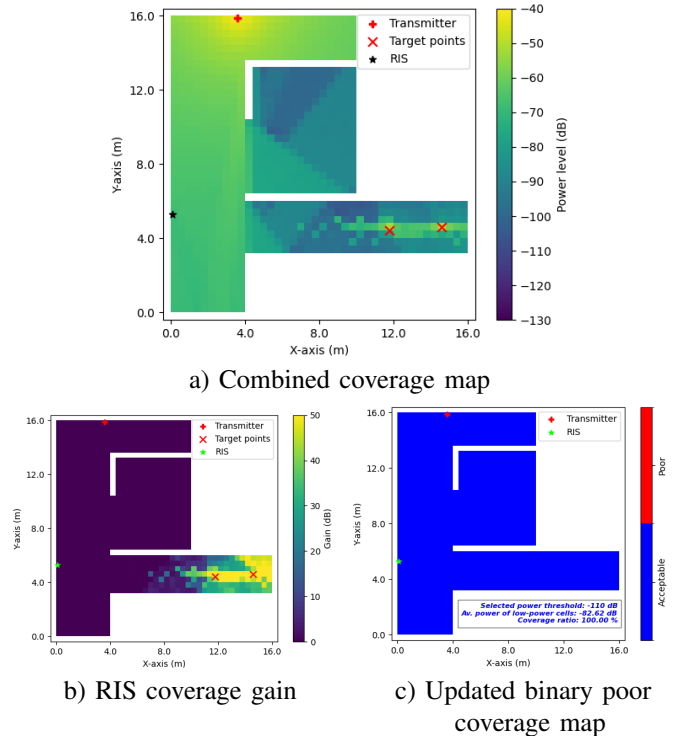 16.0
12.0
8.0
4.0
0.0
Y-axis (m)
0.0 4.0 8.0 12.0 16.0
X-axis (m)
Transmitter
Target points
RIS
−40
−50
−60
−70
−80
−90
−100
−110
−120
−130
Power level (dB)
a) Combined coverage map
16.0
12.0
8.0
4.0
0.0
Y-axis (m)
0.0 4.0 8.0 12.0 16.0
X-axis (m)
Transmitter
Target points
RIS
50
40
30
20
10
0
Gain (dB)
b) RIS coverage gain
16.0
12.0
8.0
4.0
0.0
Y-axis (m)
0.0 4.0 8.0 12.0 16.0
X-axis (m)
Transmitter
RIS
Selected power threshold: -110 dB
Av. power of low-power cells: -82.62 dB
Coverage ratio: 100.00 %
Poor
Acceptable
c) Updated binary poor
coverage map